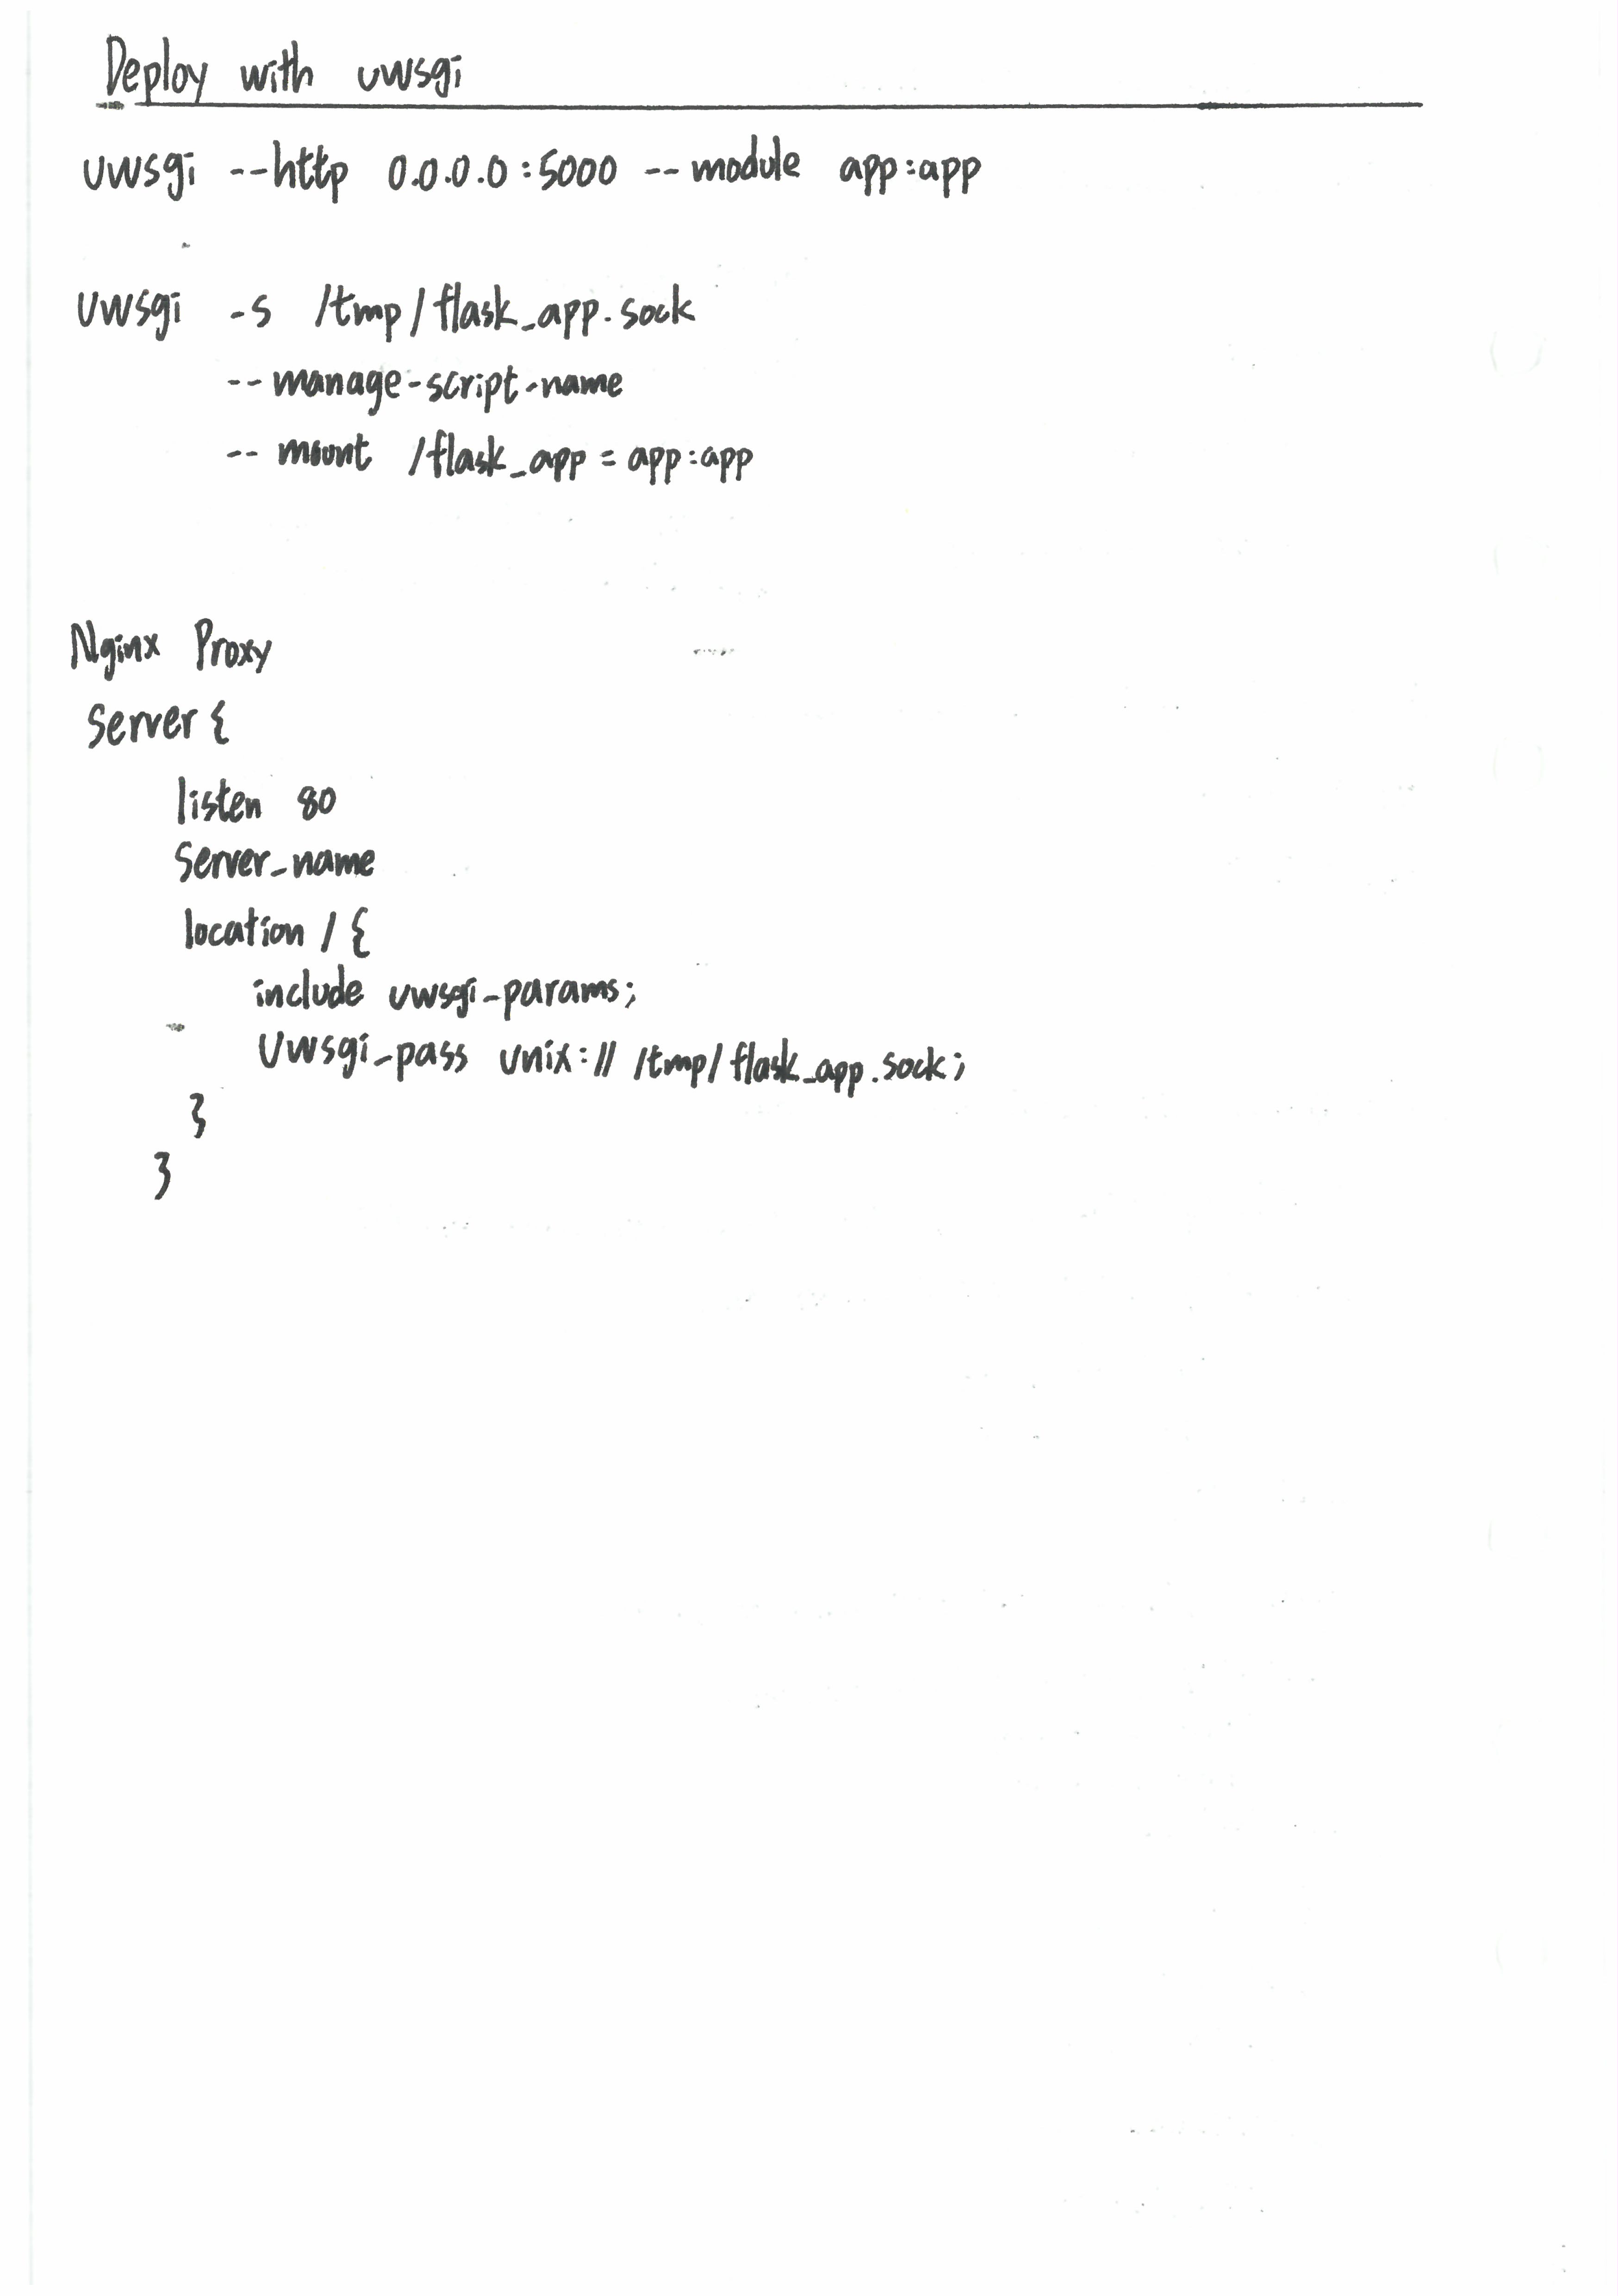 Deploy with uwsgi
uwsgi --http 0.0.0.0:5000 --module app:app
uwsgi -s /tmp/flask_app.sock
--manage-script-name
-- mount /flask_app = app:app
Nginx Proxy
server {
listen 80
server_name
location / {
include uwsgi-params;
uwsgi_pass unix:// /tmp/flask_app.sock;
}
}